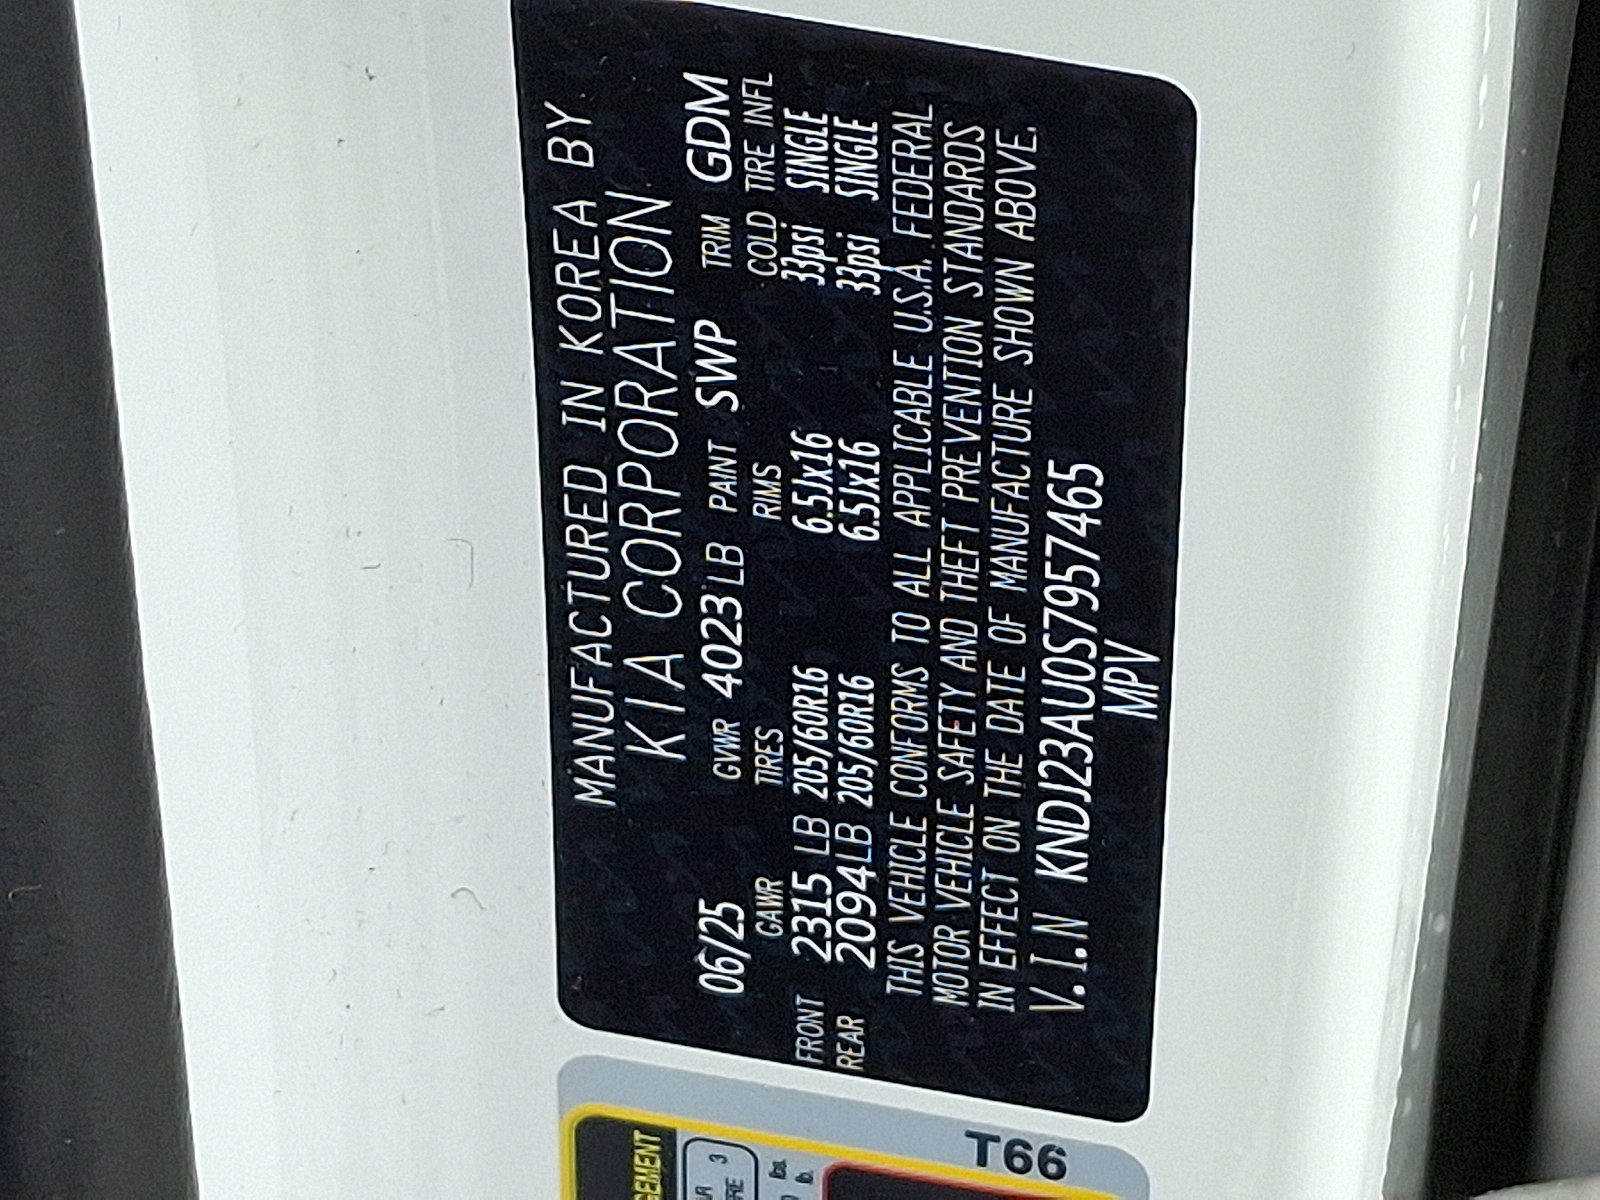 MANUFACTURED IN KOREA BY
KIA CORPORATION
06/25 GVWR 4023LB PAINT SWP TRIM GDM
GAWR TIRES RIMS COLD TIRE INFL
FRONT 2315 LB 205/60R16 6.5Jx16 33psi SINGLE
REAR 2094LB 205/60R16 6.5Jx16 33psi SINGLE
THIS VEHICLE CONFORMS TO ALL APPLICABLE U.S.A. FEDERAL
MOTOR VEHICLE SAFETY AND THEFT PREVENTION STANDARDS
IN EFFECT ON THE DATE OF MANUFACTURE SHOWN ABOVE.
V.I.N KNDJ23AU0S7957465
MPV
T66